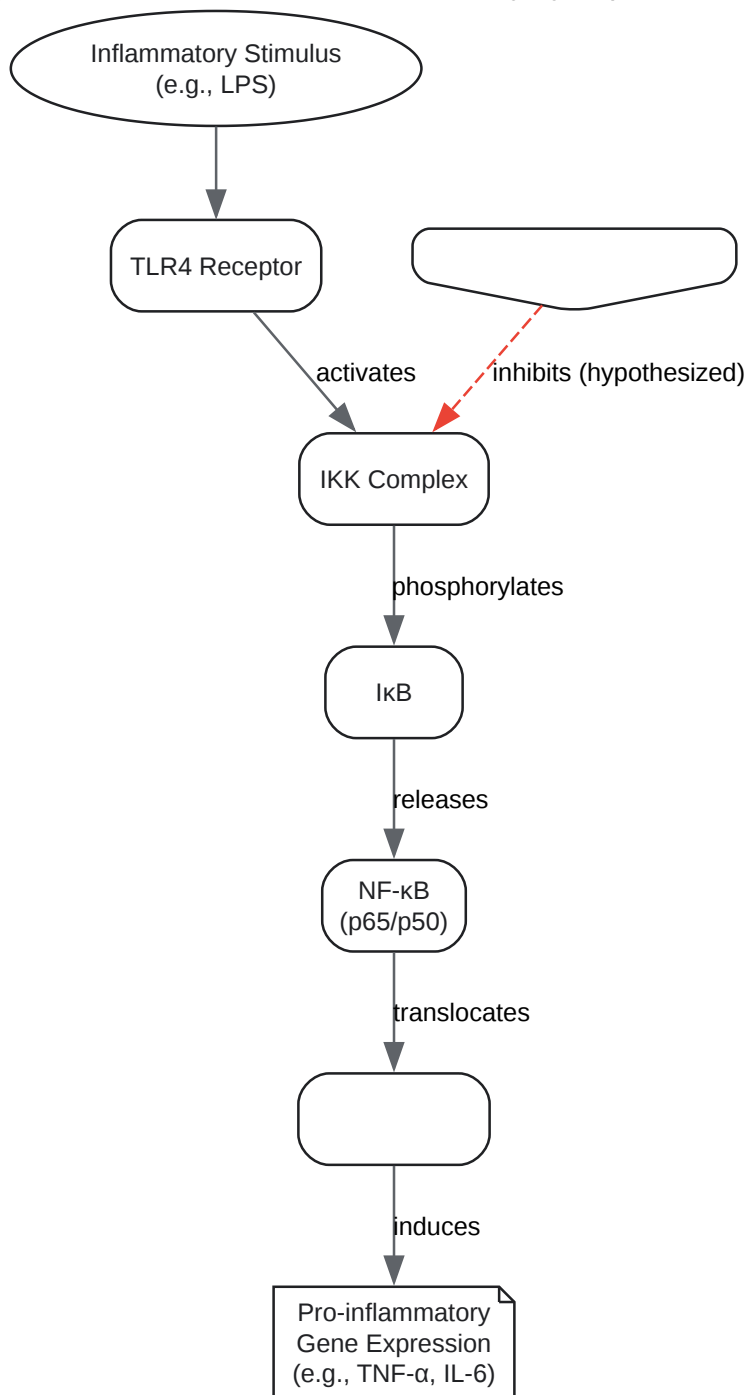 Inflammatory Stimulus
(e.g., LPS)
TLR4 Receptor
activates
inhibits (hypothesized)
IKK Complex
phosphorylates
IκB
releases
NF-κB
(p65/p50)
translocates
induces
Pro-inflammatory
Gene Expression
(e.g., TNF-α, IL-6)